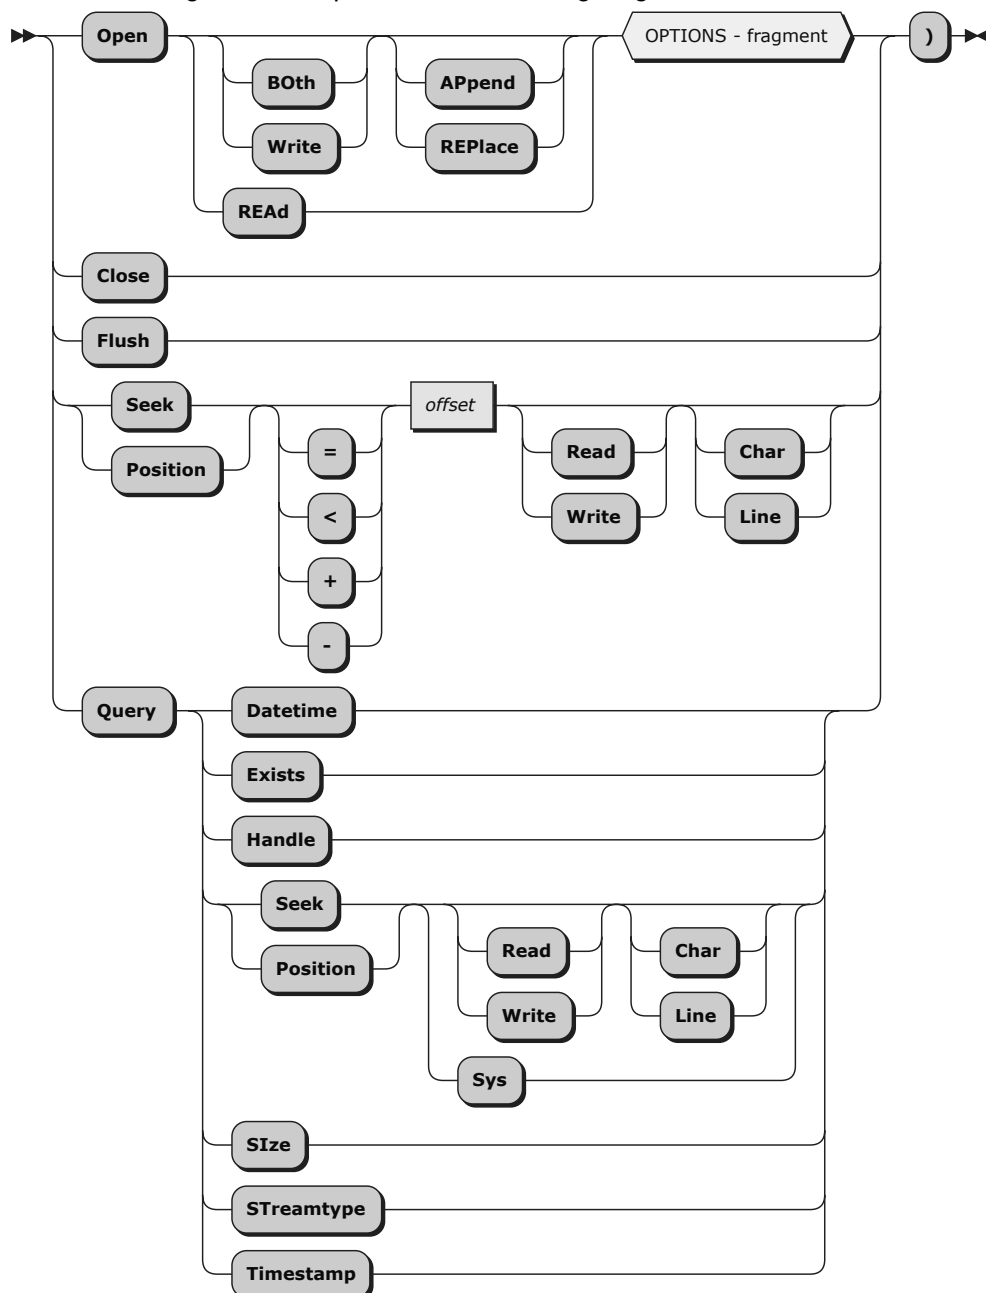 Open OPTIONS - fragment )
BOth APpend
Write REPlace
REAd
Close
Flush
Seek offset
= Read Char
Position
< Write Line
+
-
Query Datetime
Exists
Handle
Seek
Read Char
Position
Write Line
Sys
SIze
STreamtype
Timestamp